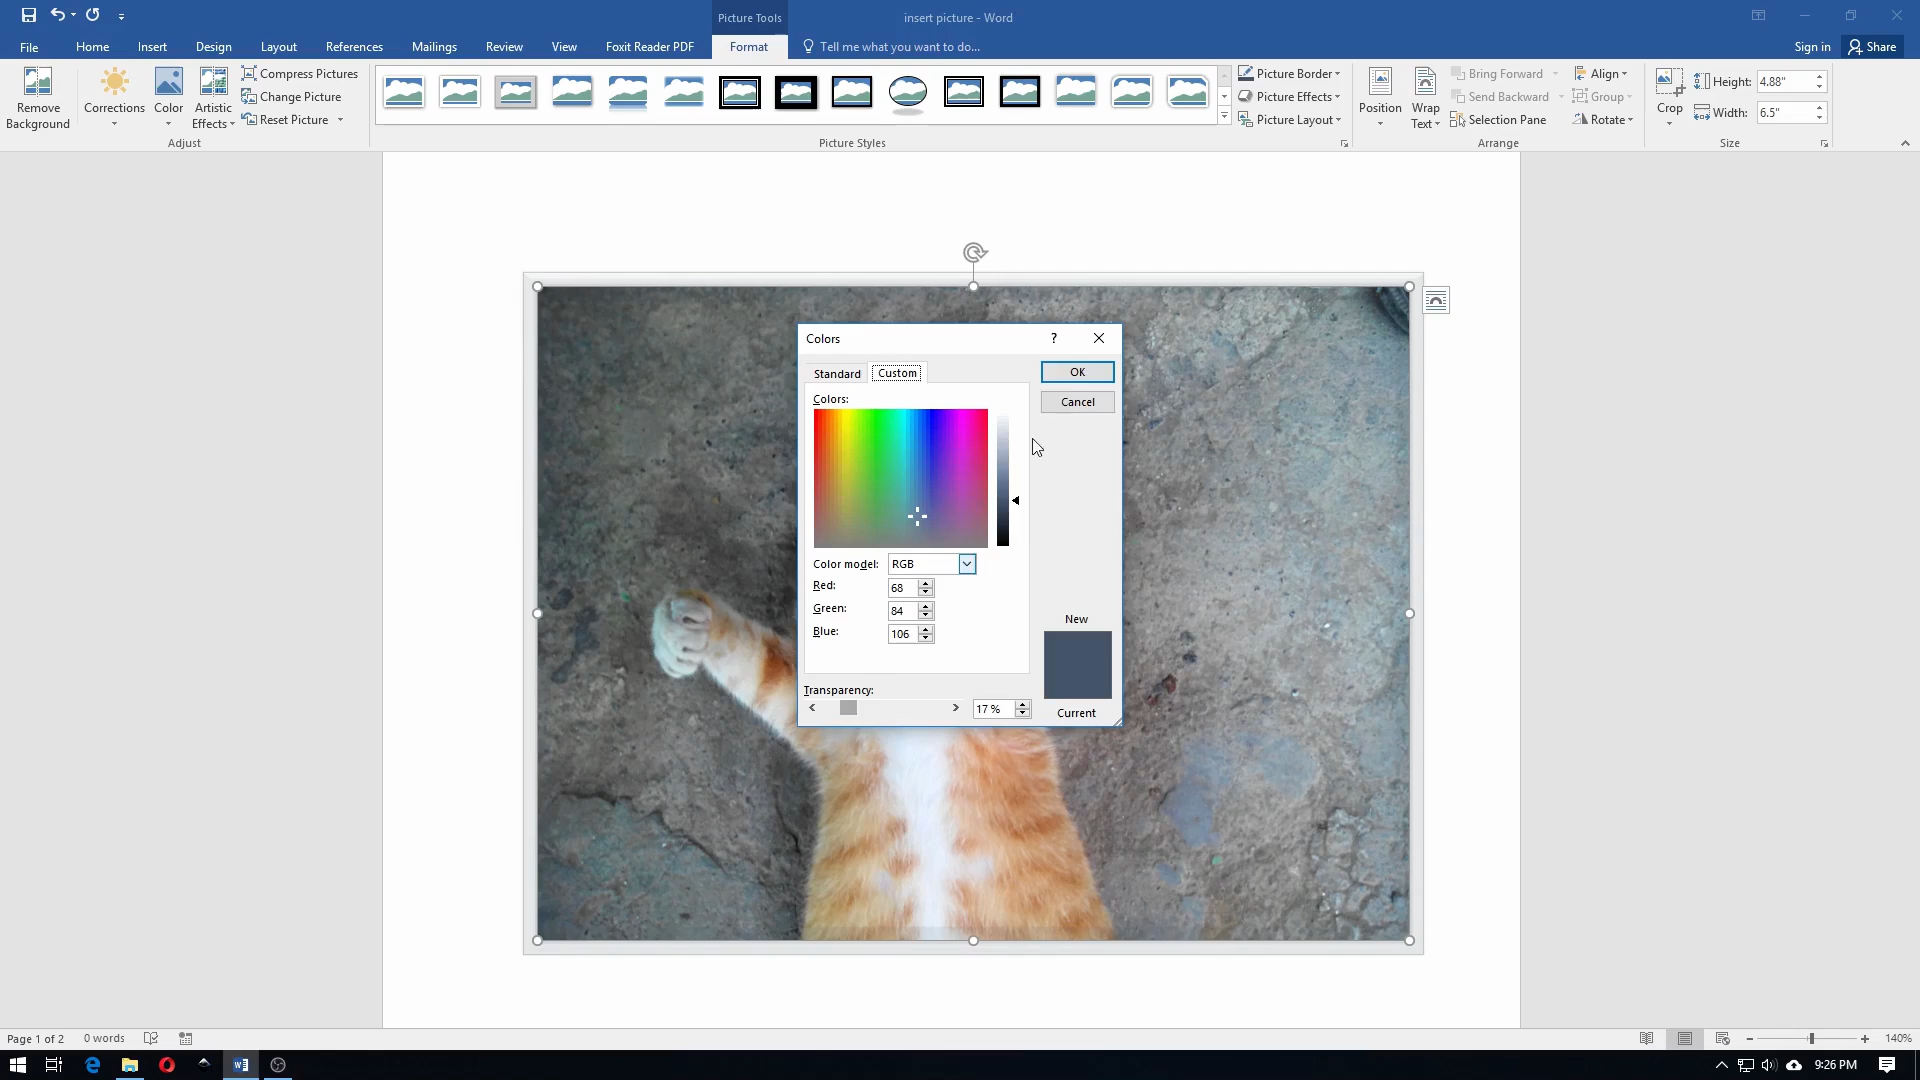 Picture Tools
insert picture - Word
File
Home
Insert
Design
Layout
References
Mailings
Review
View
Foxit Reader PDF
Format
Tell me what you want to do...
Sign in
Share
Remove
Background
Corrections
Color
Artistic
Effects
Compress Pictures
Change Picture
Reset Picture
Adjust
Picture Styles
Picture Border
Picture Effects
Picture Layout
Position
Wrap
Text
Bring Forward
Send Backward
Selection Pane
Align
Group
Rotate
Arrange
Crop
Height: 4.88"
Width: 6.5"
Size
Colors
?
Standard
Custom
OK
Cancel
Colors:
Color model: RGB
Red: 68
Green: 84
Blue: 106
New
Transparency:
17 %
Current
Page 1 of 2
0 words
140%
9:26 PM